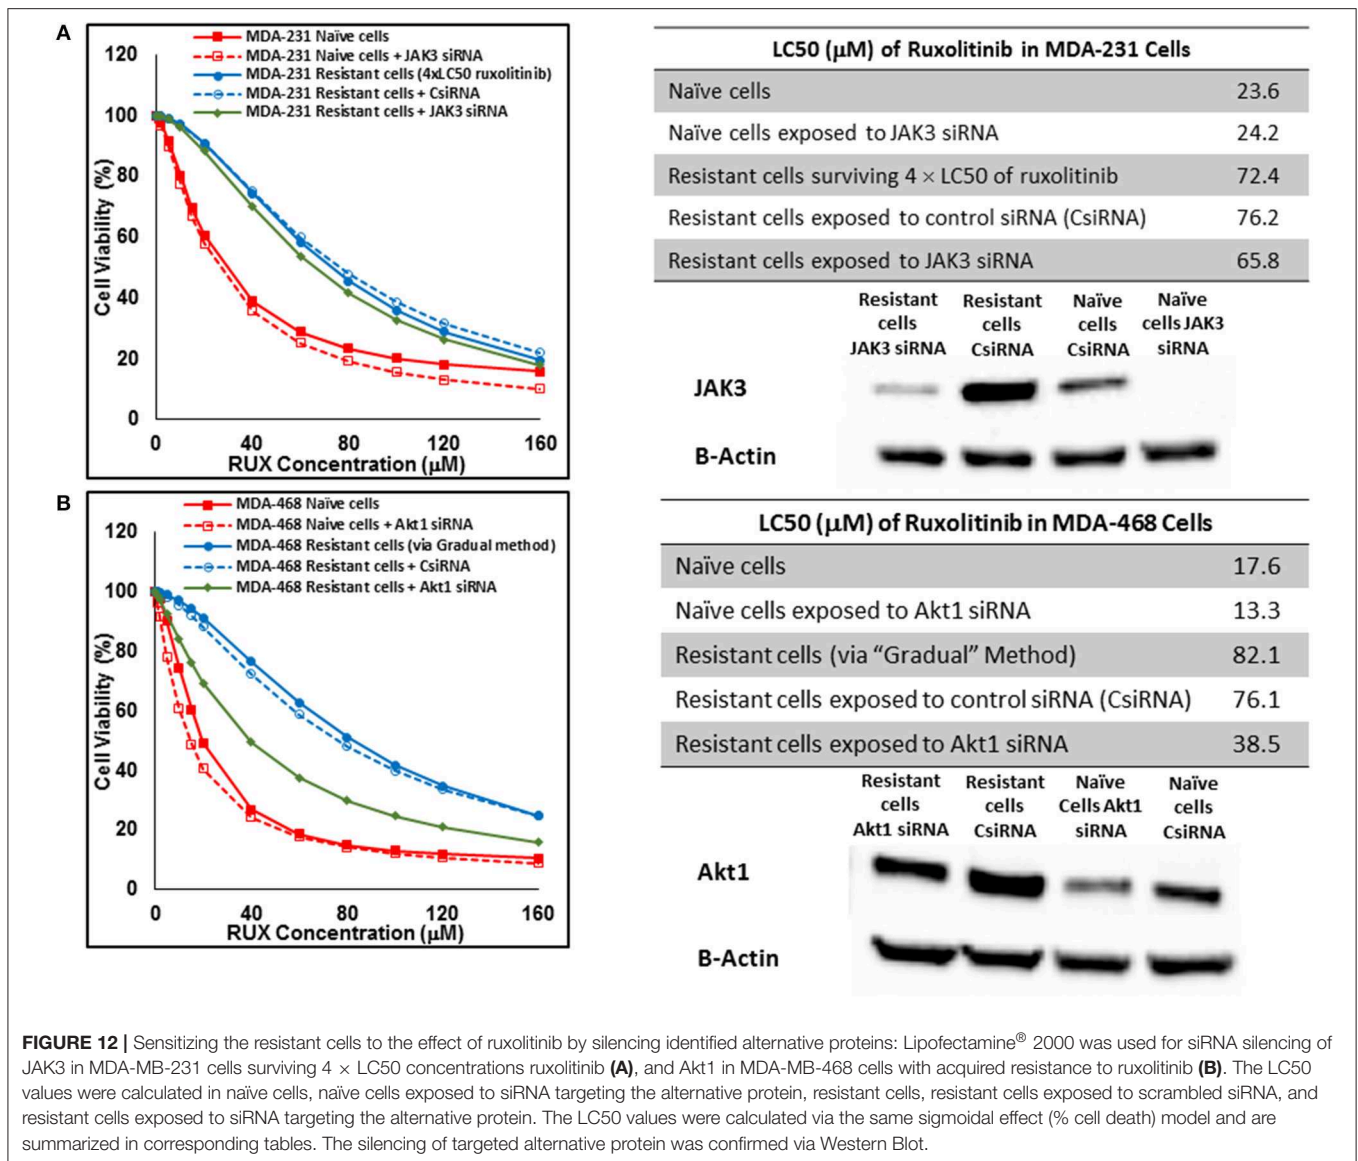 A
MDA-231 Naïve cells
MDA-231 Naive cells + JAK3 siRNA
MDA-231 Resistant cells (4xLC50 ruxolitinib)
MDA-231 Resistant cells + CsiRNA
MDA-231 Resistant cells + JAK3 siRNA
120
100
80
60
40
20
0
Cell Viability (%)
0 40 80 120 160
RUX Concentration (µM)
LC50 (µM) of Ruxolitinib in MDA-231 Cells
Naïve cells 23.6
Naïve cells exposed to JAK3 siRNA 24.2
Resistant cells surviving 4 × LC50 of ruxolitinib 72.4
Resistant cells exposed to control siRNA (CsiRNA) 76.2
Resistant cells exposed to JAK3 siRNA 65.8
Resistant cells JAK3 siRNA
Resistant cells CsiRNA
Naïve cells CsiRNA
Naïve cells JAK3 siRNA
JAK3
B-Actin
B
MDA-468 Naïve cells
MDA-468 Naive cells + Akt1 siRNA
MDA-468 Resistant cells (via Gradual method)
MDA-468 Resistant cells + CsiRNA
MDA-468 Resistant cells + Akt1 siRNA
120
100
80
60
40
20
0
Cell Viability (%)
0 40 80 120 160
RUX Concentration (µM)
LC50 (µM) of Ruxolitinib in MDA-468 Cells
Naïve cells 17.6
Naïve cells exposed to Akt1 siRNA 13.3
Resistant cells (via “Gradual” Method) 82.1
Resistant cells exposed to control siRNA (CsiRNA) 76.1
Resistant cells exposed to Akt1 siRNA 38.5
Resistant cells Akt1 siRNA
Resistant cells CsiRNA
Naïve Cells Akt1 siRNA
Naïve cells CsiRNA
Akt1
B-Actin
FIGURE 12 | Sensitizing the resistant cells to the effect of ruxolitinib by silencing identified alternative proteins: Lipofectamine® 2000 was used for siRNA silencing of
JAK3 in MDA-MB-231 cells surviving 4 × LC50 concentrations ruxolitinib (A), and Akt1 in MDA-MB-468 cells with acquired resistance to ruxolitinib (B). The LC50
values were calculated in naïve cells, naïve cells exposed to siRNA targeting the alternative protein, resistant cells, resistant cells exposed to scrambled siRNA, and
resistant cells exposed to siRNA targeting the alternative protein. The LC50 values were calculated via the same sigmoidal effect (% cell death) model and are
summarized in corresponding tables. The silencing of targeted alternative protein was confirmed via Western Blot.